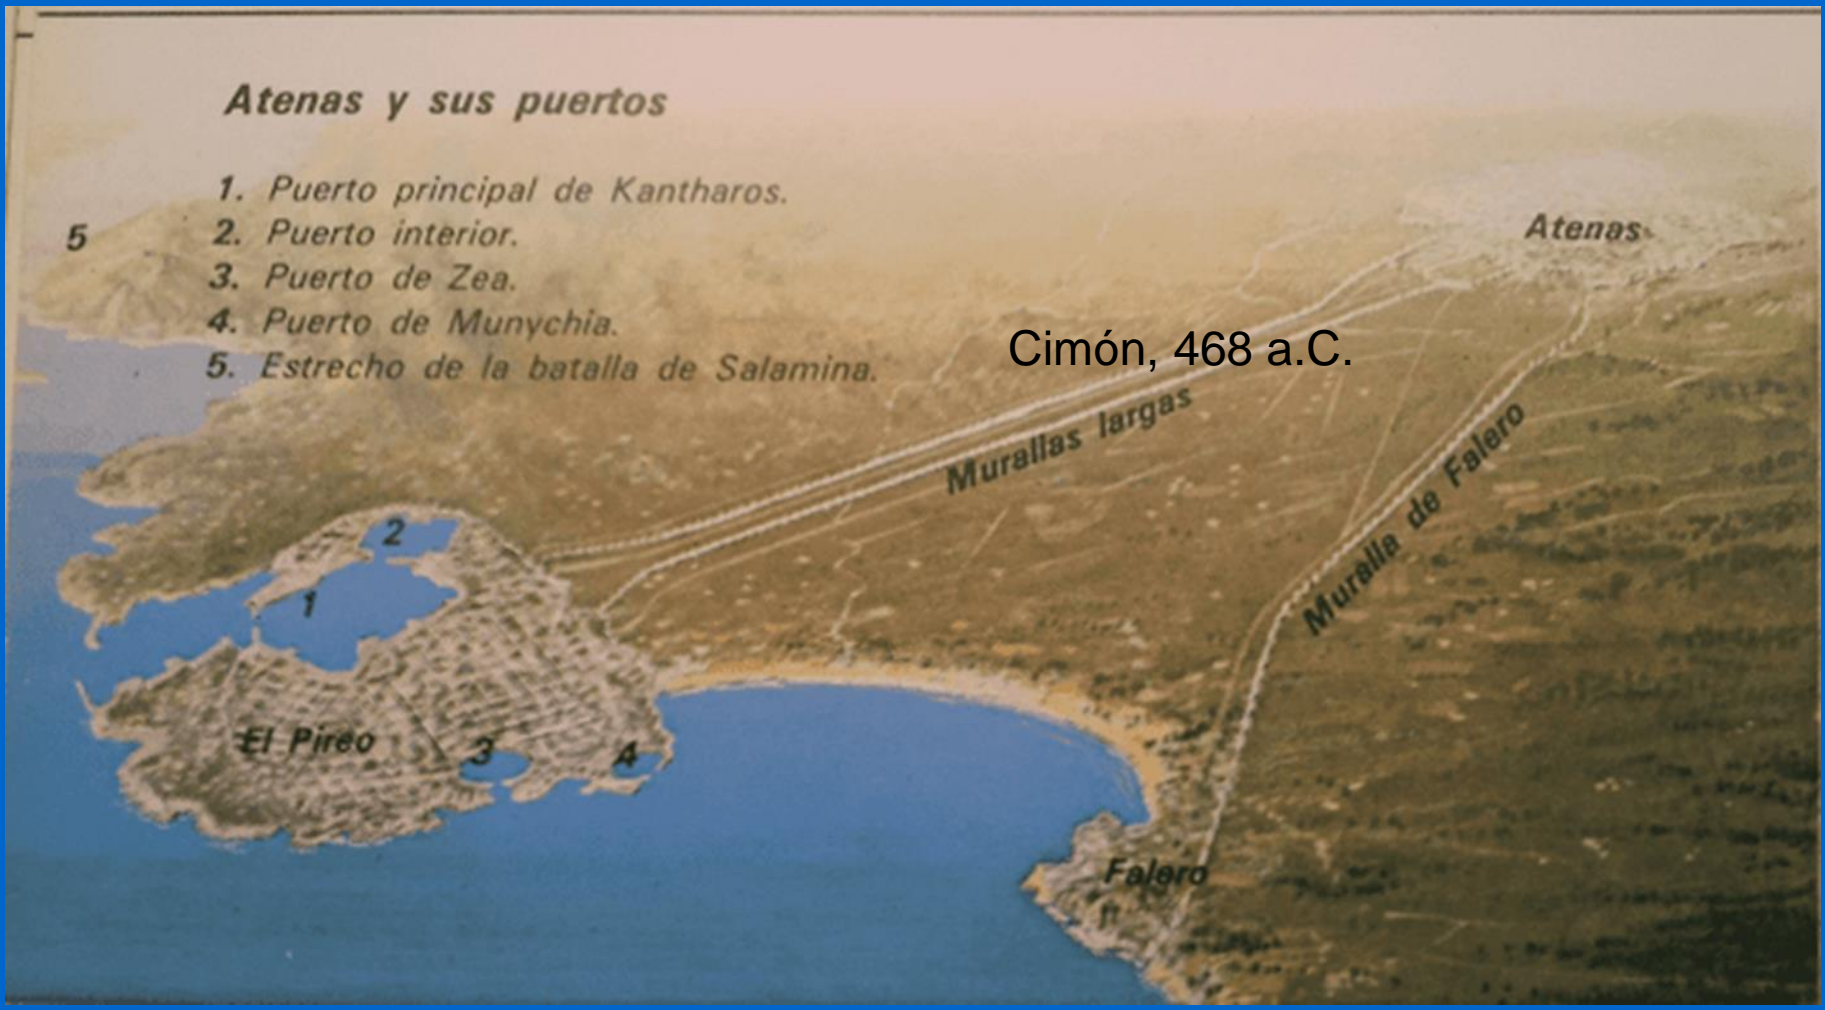 Atenas y sus puertos
1. Puerto principal de Kantharos.
2. Puerto interior.
3. Puerto de Zea.
4. Puerto de Munychia.
5. Estrecho de la batalla de Salamina.
5
Atenas
Cimón, 468 a.C.
Murallas largas
Muralla de Falero
2
1
El Pireo
3
4
Falero